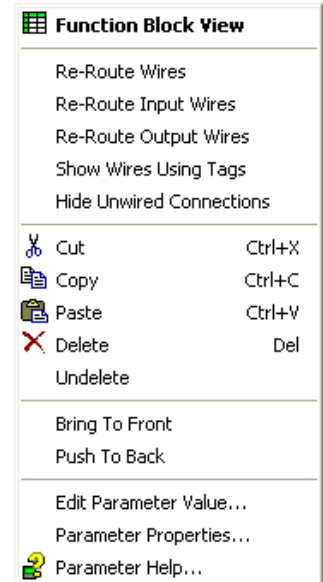 Function Block View
Re-Route Wires
Re-Route Input Wires
Re-Route Output Wires
Show Wires Using Tags
Hide Unwired Connections
Cut Ctrl+X
Copy Ctrl+C
Paste Ctrl+V
Delete Del
Undelete
Bring To Front
Push To Back
Edit Parameter Value...
Parameter Properties...
Parameter Help...